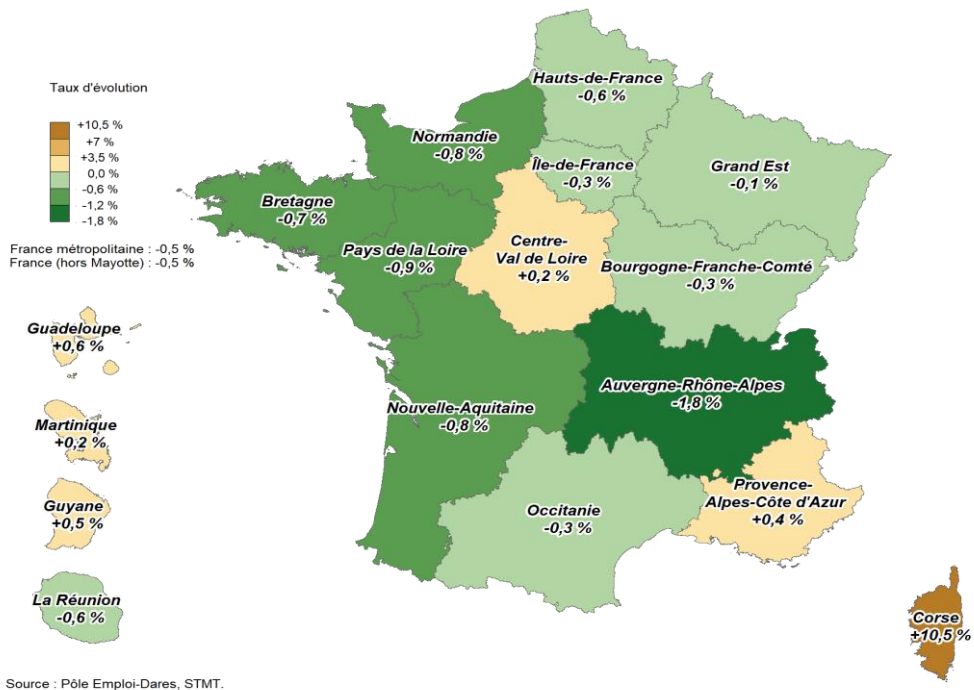 Taux d'évolution
+10,5 %
+7 %
+3,5 %
0,0 %
-0,6 %
-1,2 %
-1,8 %
France métropolitaine : -0,5 %
France (hors Mayotte) : -0,5 %
Hauts-de-France
-0,6 %
Normandie
-0,8 %
Île-de-France
-0,3 %
Grand Est
-0,1 %
Bretagne
-0,7 %
Pays de la Loire
-0,9 %
Centre-
Val de Loire
+0,2 %
Bourgogne-Franche-Comté
-0,3 %
Guadeloupe
+0,6 %
Auvergne-Rhône-Alpes
-1,8 %
Nouvelle-Aquitaine
-0,8 %
Martinique
+0,2 %
Guyane
+0,5 %
Occitanie
-0,3 %
Provence-
Alpes-Côte d'Azur
+0,4 %
La Réunion
-0,6 %
Corse
+10,5 %
Source : Pôle Emploi-Dares, STMT.